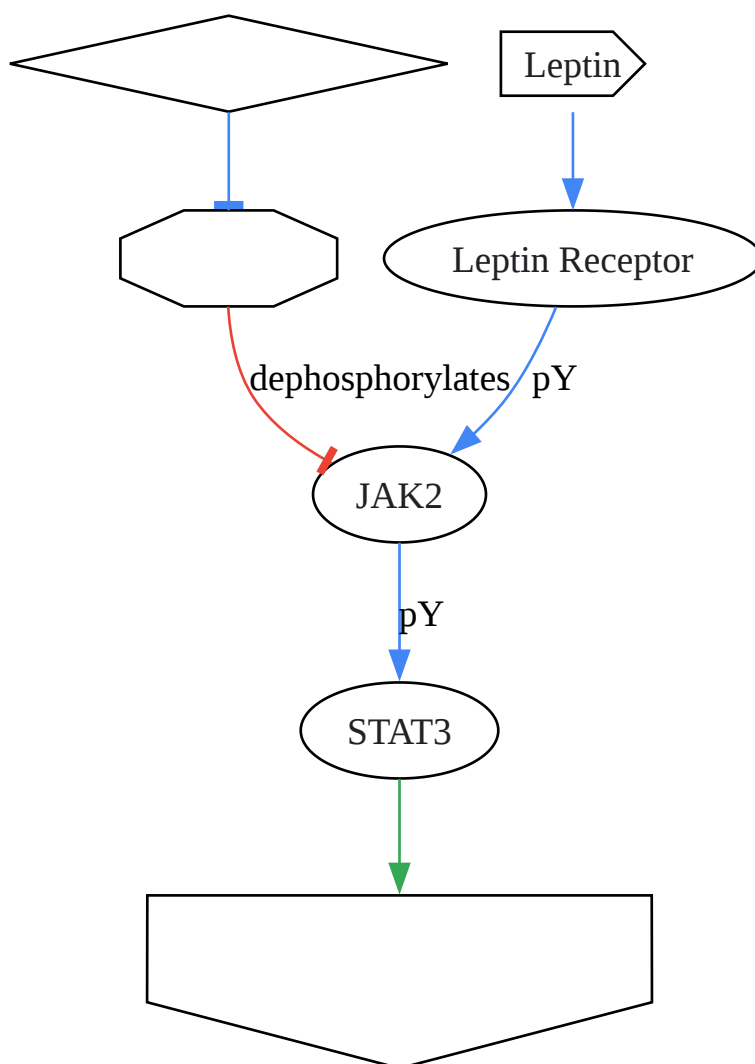 Leptin
Leptin Receptor
dephosphorylates
pY
JAK2
pY
STAT3